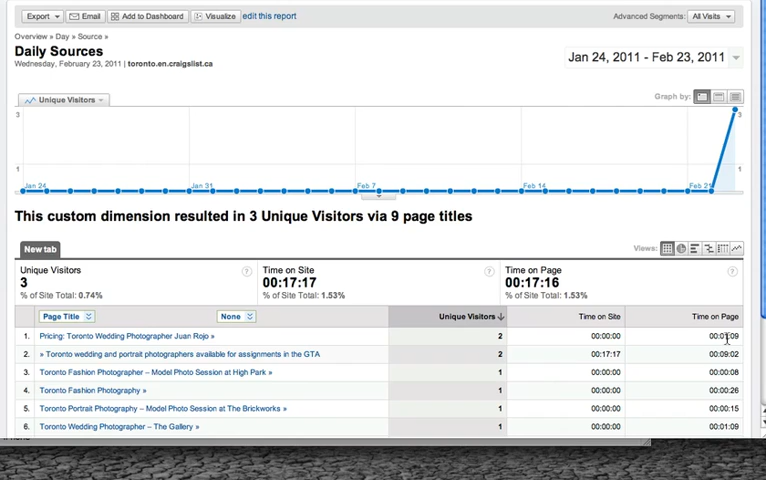 Export Email Add to Dashboard Visualize edit this report Advanced Segments: All Visits
Overview » Day » Source »
Daily Sources
Wednesday, February 23, 2011 | toronto.en.craigslist.ca
Jan 24, 2011 - Feb 23, 2011
Unique Visitors Graph by:
3 3
1 1
Jan 24 Jan 31 Feb 7 Feb 14 Feb 21
This custom dimension resulted in 3 Unique Visitors via 9 page titles
New tab Views:
Unique Visitors ? Time on Site ? Time on Page ?
3 00:17:17 00:17:16
% of Site Total: 0.74% % of Site Total: 1.53% % of Site Total: 1.53%
Page Title None Unique Visitors ↓ Time on Site Time on Page
1. Pricing: Toronto Wedding Photographer Juan Rojo » 2 00:00:00
2. » Toronto wedding and portrait photographers available for assignments in the GTA 2 00:17:17 00:09:02
3. Toronto Fashion Photographer – Model Photo Session at High Park » 1 00:00:00 00:00:08
4. Toronto Fashion Photography » 1 00:00:00 00:00:26
5. Toronto Portrait Photography – Model Photo Session at The Brickworks » 1 00:00:00 00:00:15
6. Toronto Wedding Photographer – The Gallery » 1 00:00:00 00:01:09